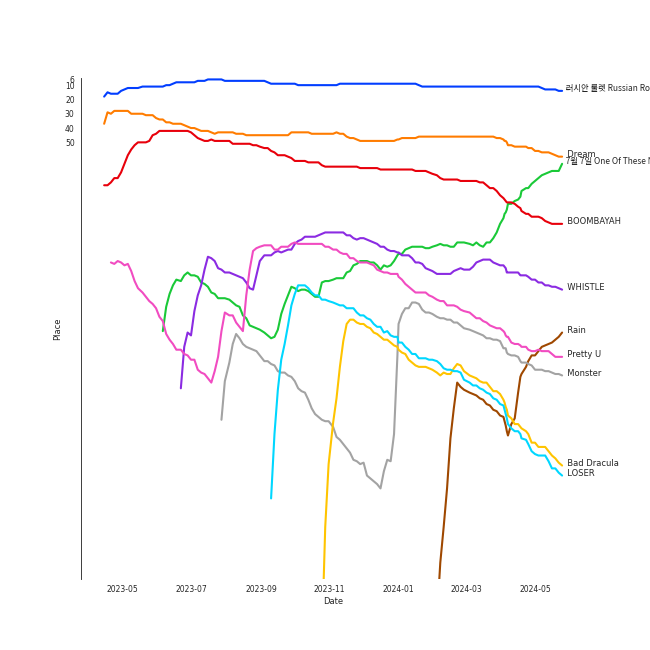 6
10
20
30
40
50
Place
러시안 룰렛 Russian Ro
Dream
7월 7일 One Of These
BOOMBAYAH
WHISTLE
Rain
Pretty U
Monster
Bad Dracula
LOSER
2023-05 2023-07 2023-09 2023-11 2024-01 2024-03 2024-05
Date